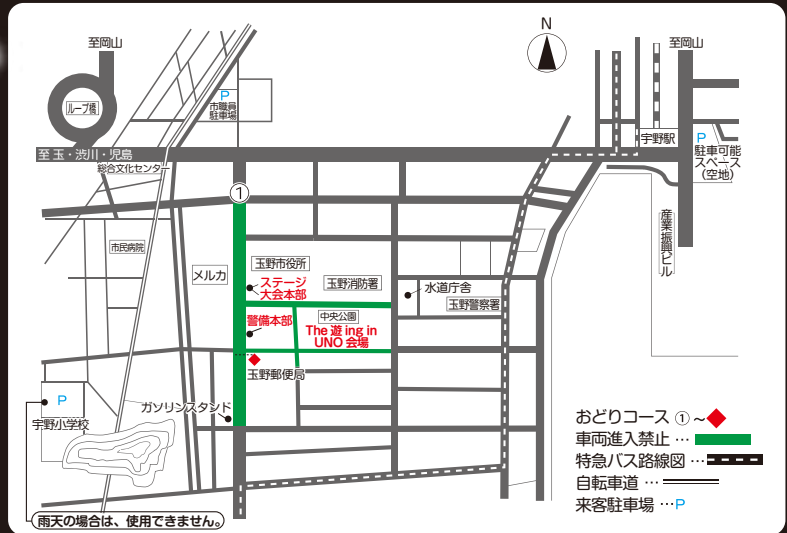 至岡山
N
至岡山
ループ橋
P
市職員
駐車場
宇野駅
P
駐車可能
スペース
(空地)
至 玉・渋川・児島
総合文化センター
①
産業振興ビル
市民病院
メルカ
玉野市役所
ステージ
大会本部
玉野消防署
水道庁舎
玉野警察署
警備本部
中央公園
The 遊 ing in
UNO 会場
玉野郵便局
P
宇野小学校
ガソリンスタンド
雨天の場合は、使用できません。
おどりコース ①～
車両進入禁止 …
特急バス路線図 …
自転車道 …
来客駐車場 …P